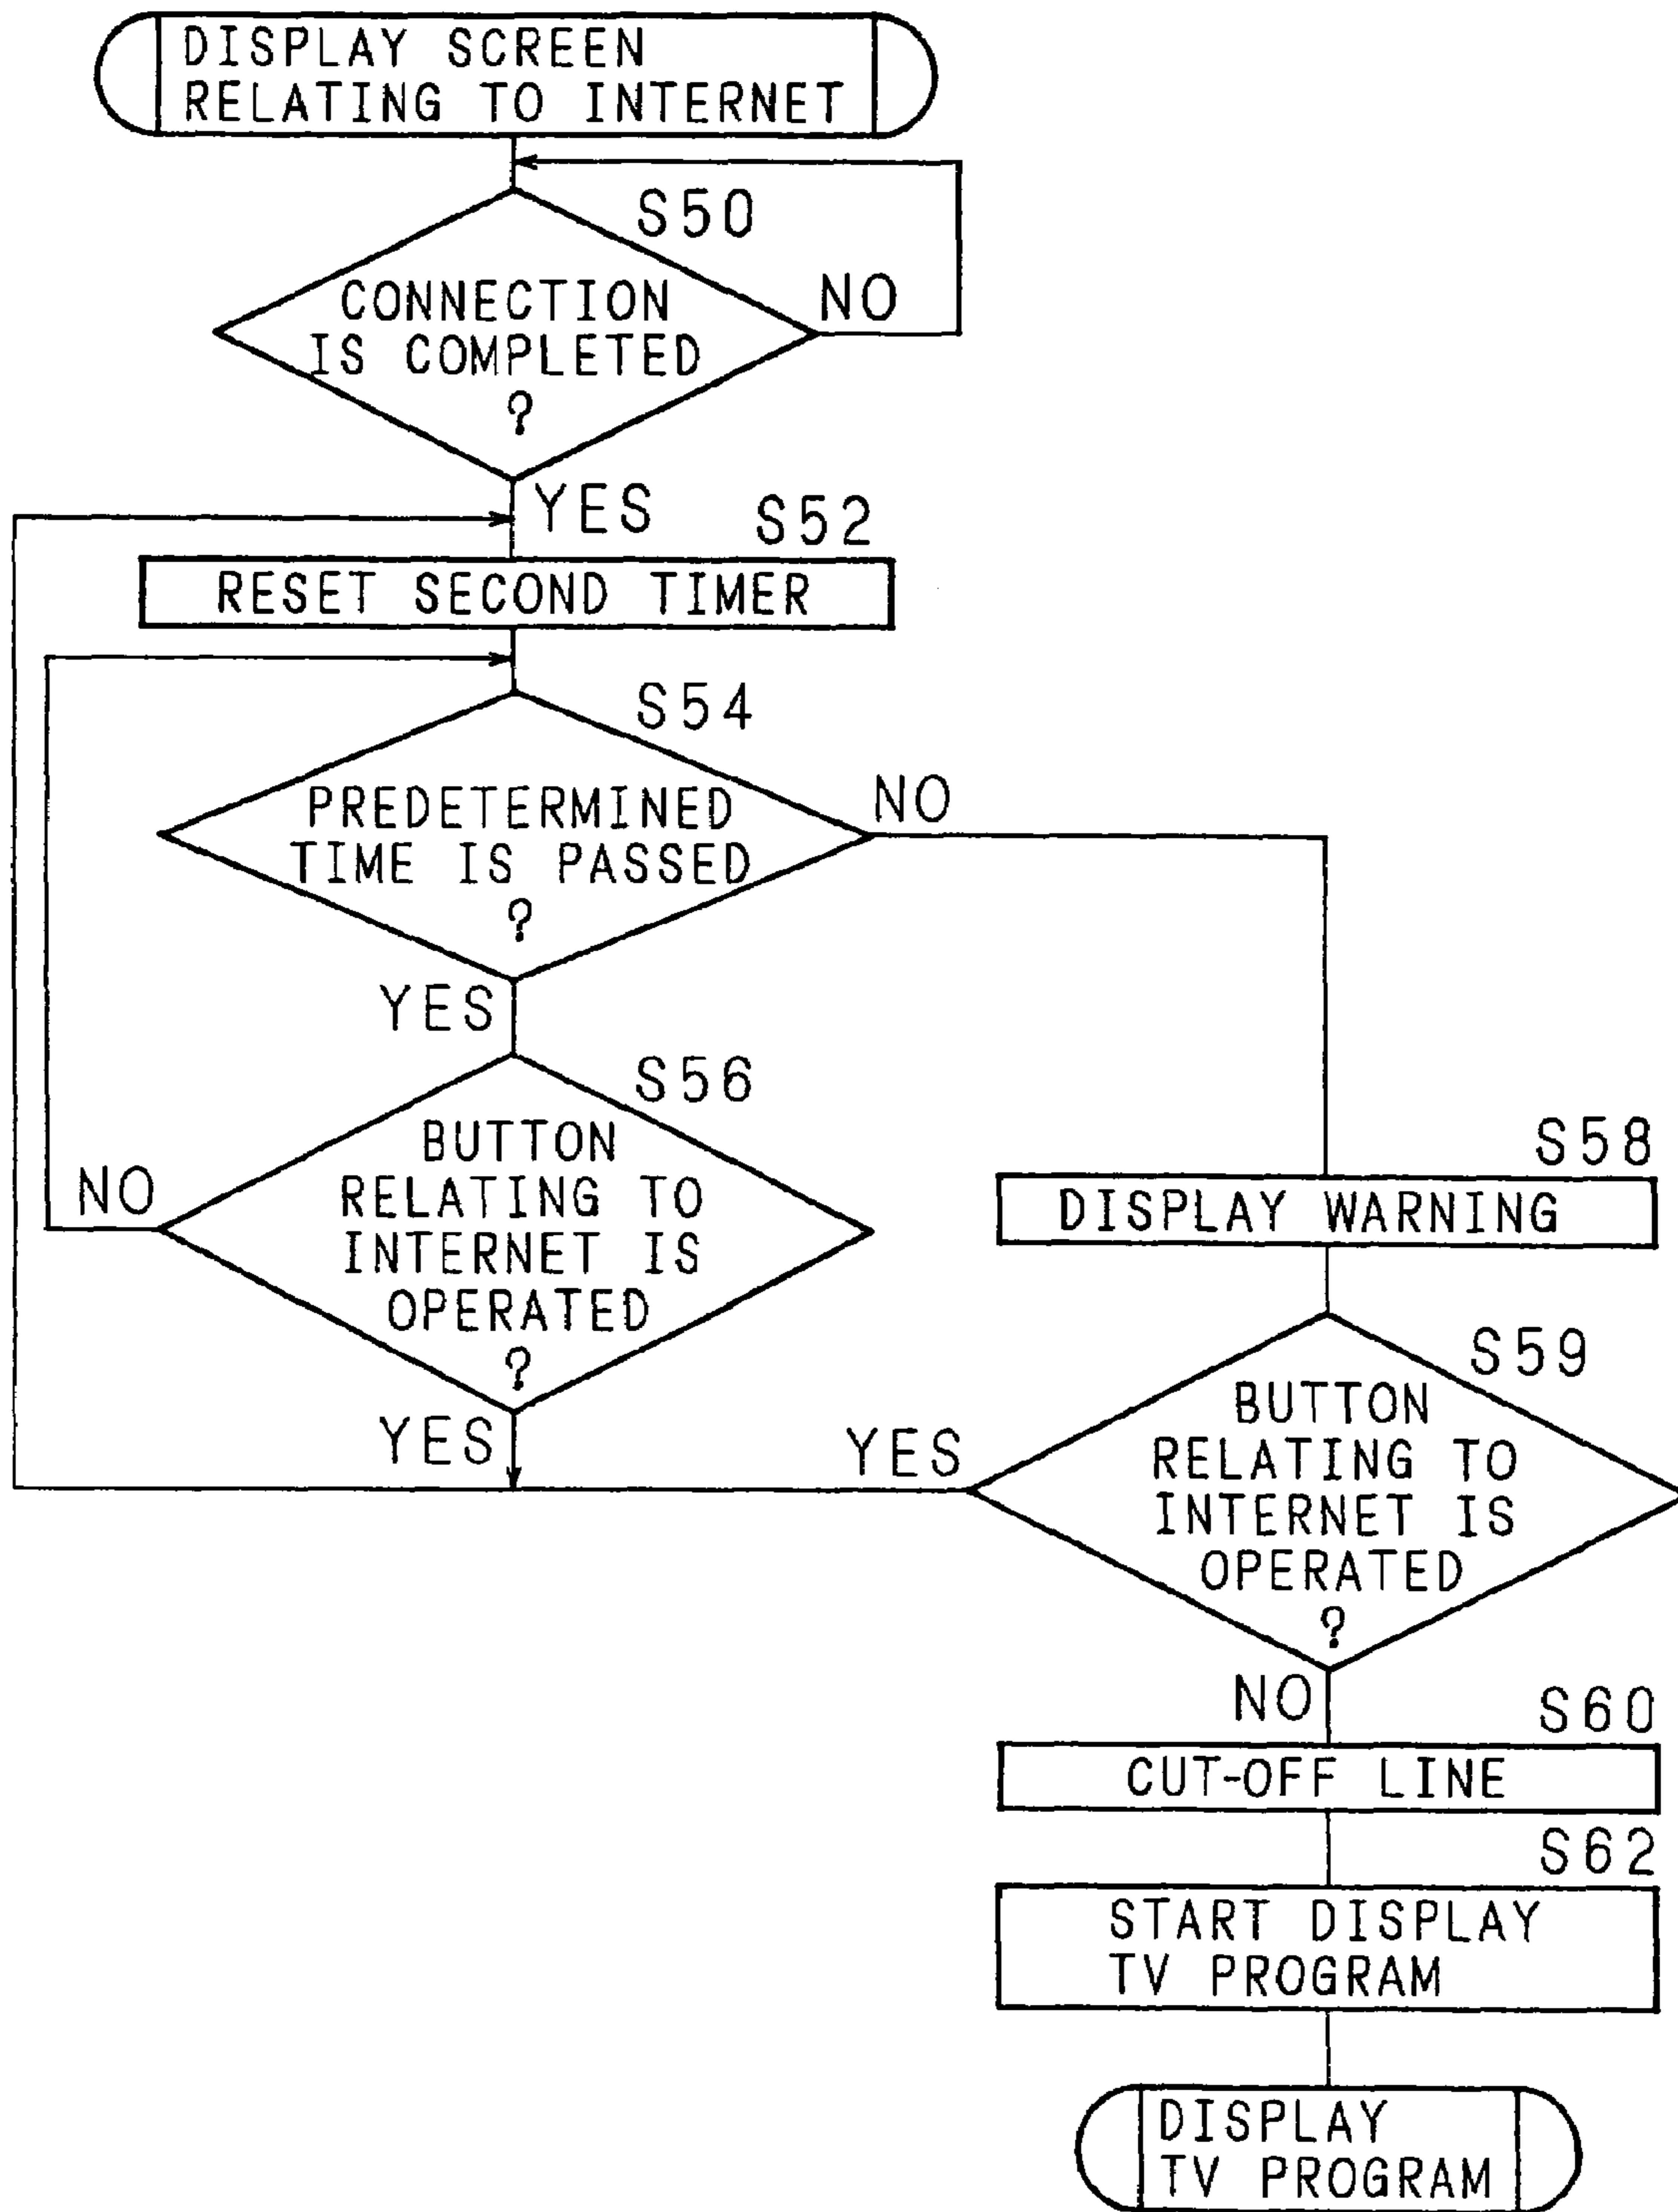 DISPLAY SCREEN
RELATING TO INTERNET
S50
CONNECTION
IS COMPLETED
?
NO
YES
S52
RESET SECOND TIMER
S54
PREDETERMINED
TIME IS PASSED
?
NO
YES
S56
BUTTON
RELATING TO
INTERNET IS
OPERATED
?
NO
YES
S58
DISPLAY WARNING
S59
BUTTON
RELATING TO
INTERNET IS
OPERATED
?
YES
NO
S60
CUT-OFF LINE
S62
START DISPLAY
TV PROGRAM
DISPLAY
TV PROGRAM